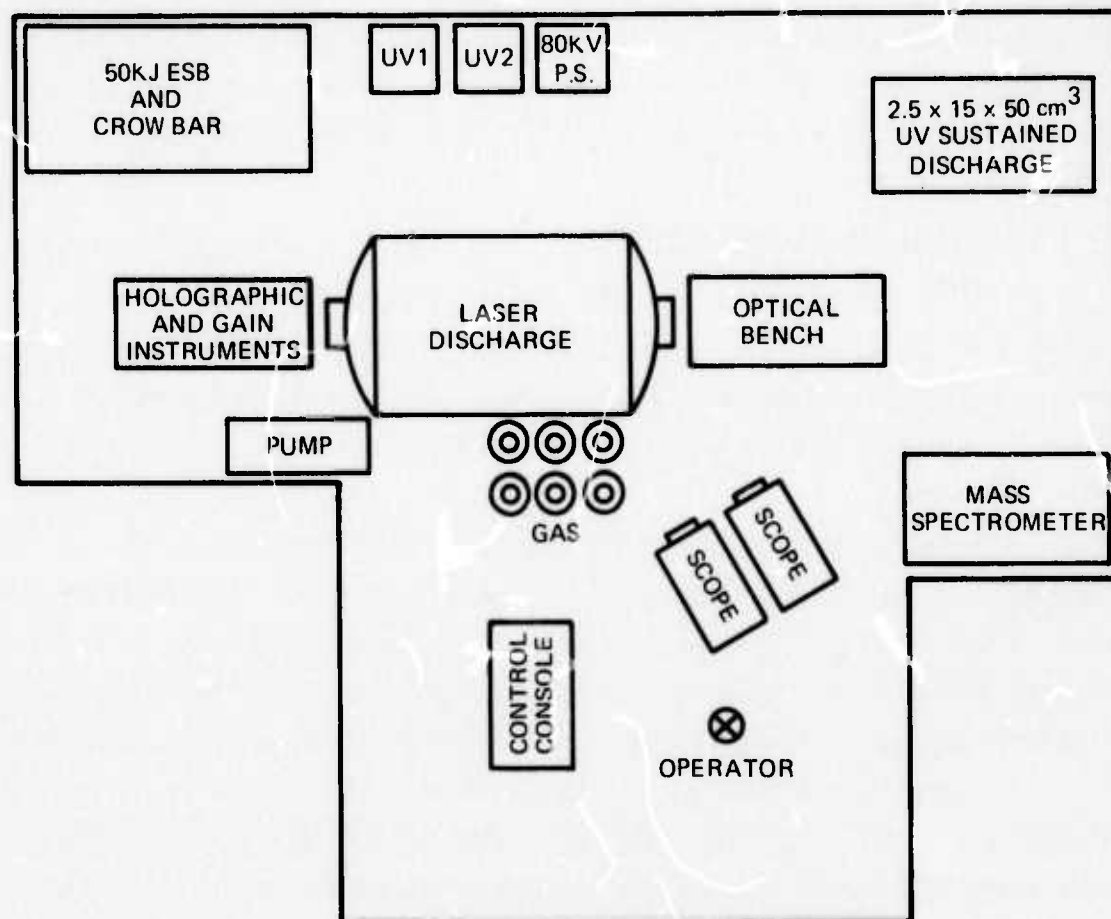 50KJ ESB
AND
CROW BAR
UV1
UV2
80KV
P.S.
2.5 x 15 x 50 cm³
UV SUSTAINED
DISCHARGE
HOLOGRAPHIC
AND GAIN
INSTRUMENTS
LASER
DISCHARGE
OPTICAL
BENCH
PUMP
GAS
SCOPE
SCOPE
MASS
SPECTROMETER
CONTROL
CONSOLE
OPERATOR